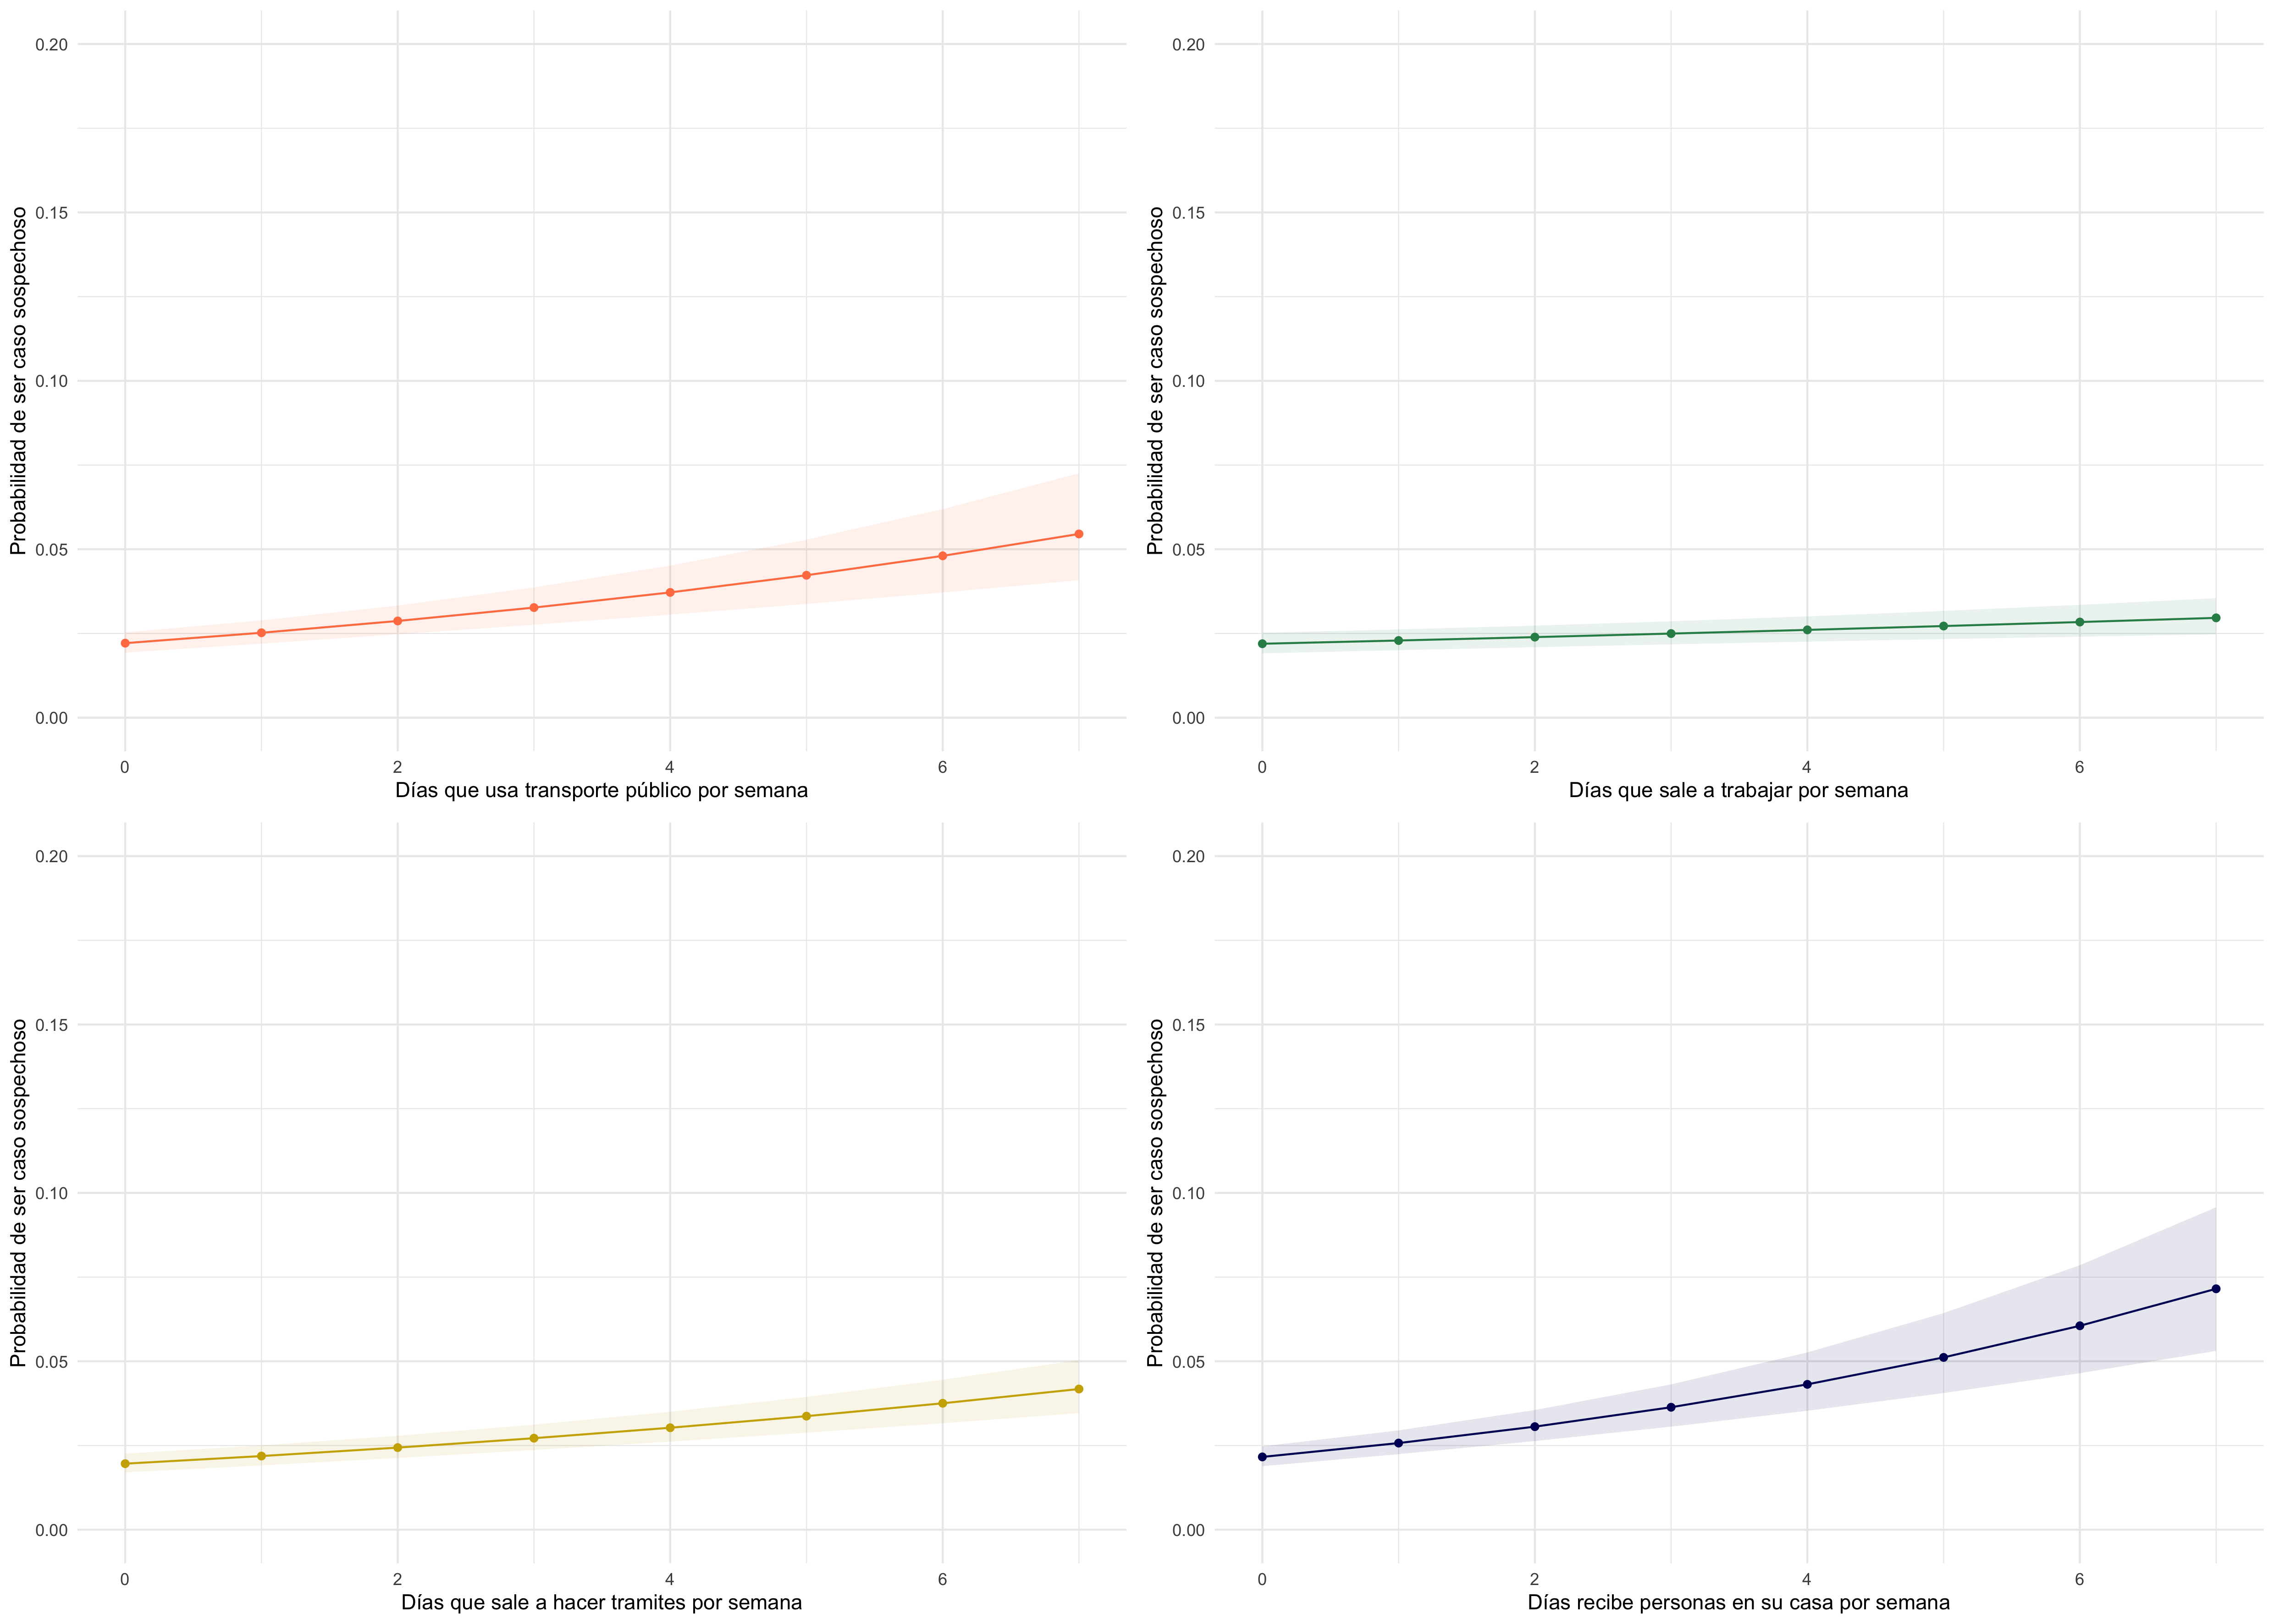 Probabilidad de ser caso sospechoso
0.20
0.15
0.10
0.05
0.00
0 2 4 6
Días que usa transporte público por semana
Probabilidad de ser caso sospechoso
0.20
0.15
0.10
0.05
0.00
0 2 4 6
Días que sale a trabajar por semana
Probabilidad de ser caso sospechoso
0.20
0.15
0.10
0.05
0.00
0 2 4 6
Días que sale a hacer tramites por semana
Probabilidad de ser caso sospechoso
0.20
0.15
0.10
0.05
0.00
0 2 4 6
Días recibe personas en su casa por semana